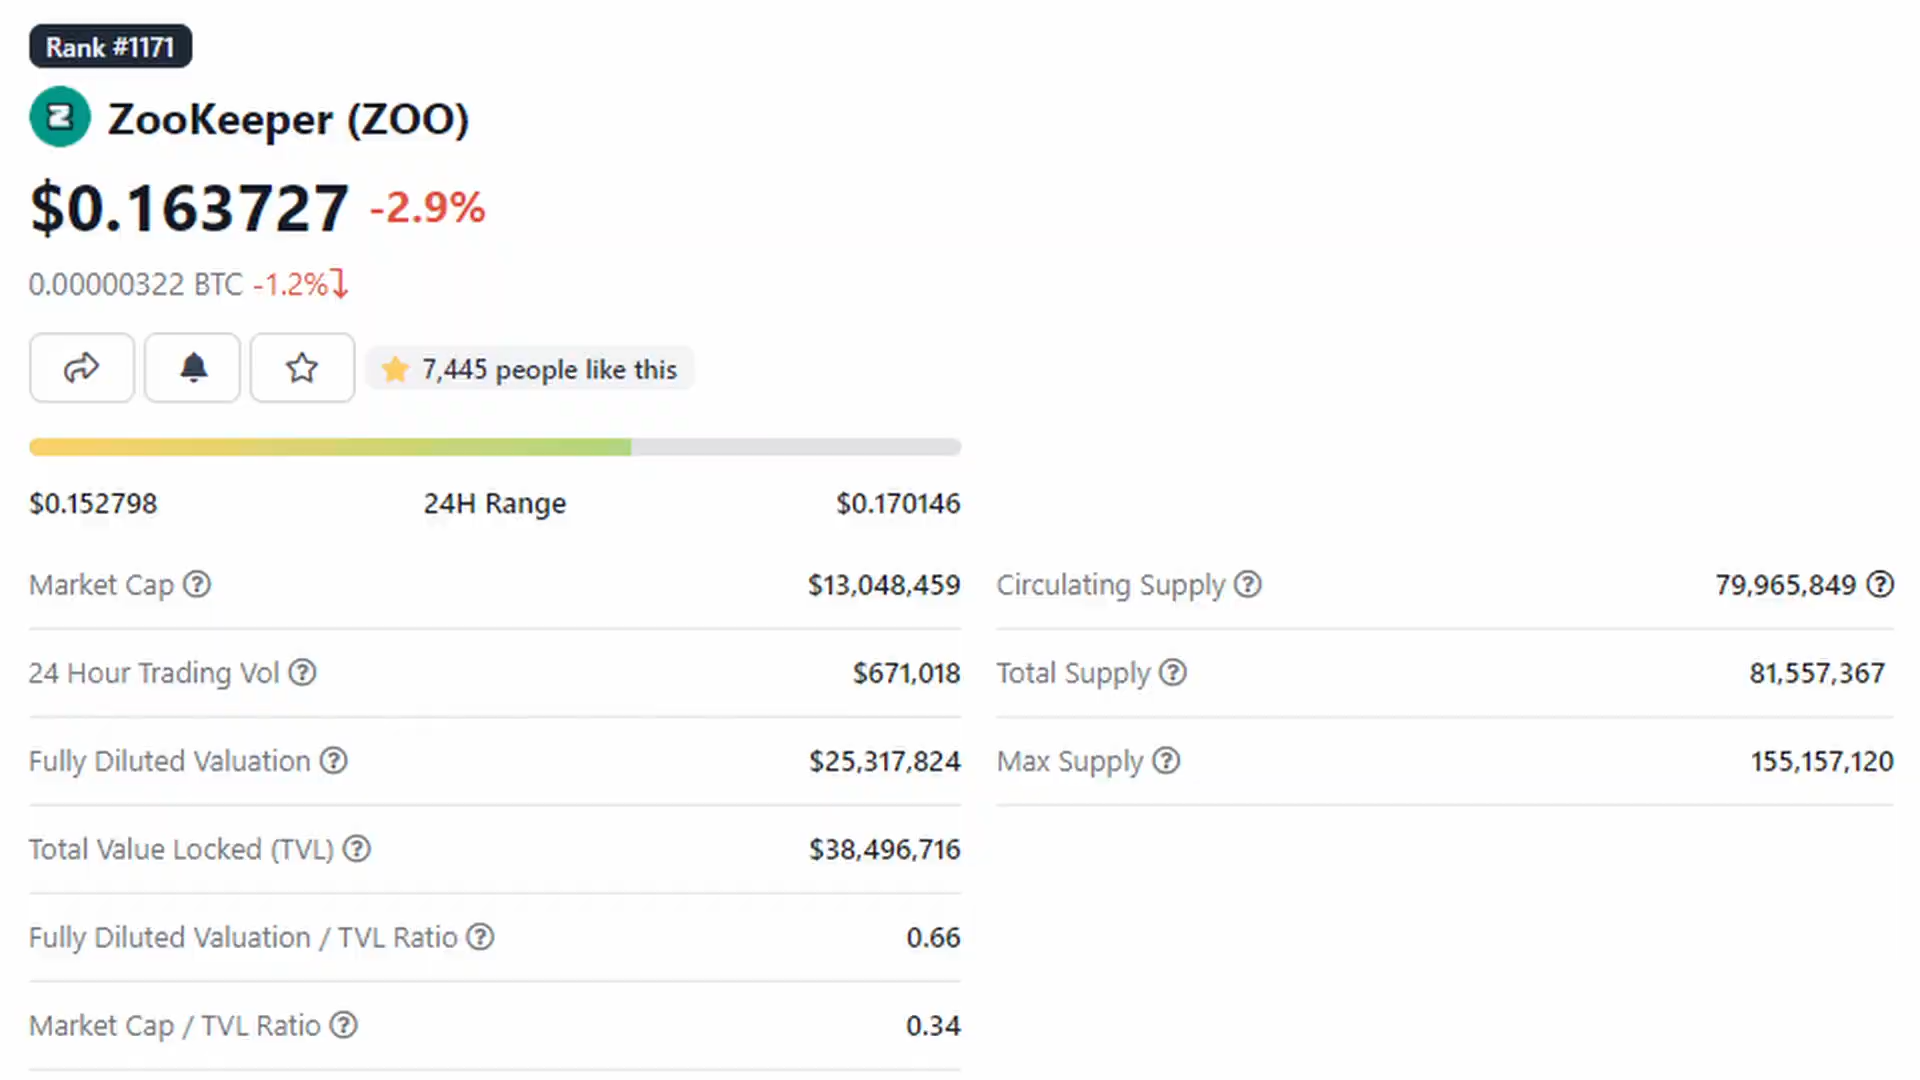 Rank #1171
ZooKeeper (ZOO)
$0.163727 -2.9%
0.00000322 BTC -1.2%
7,445 people like this
$0.152798 24H Range $0.170146
Market Cap $13,048,459
Circulating Supply 79,965,849
24 Hour Trading Vol $671,018
Total Supply 81,557,367
Fully Diluted Valuation $25,317,824
Max Supply 155,157,120
Total Value Locked (TVL) $38,496,716
Fully Diluted Valuation / TVL Ratio 0.66
Market Cap / TVL Ratio 0.34